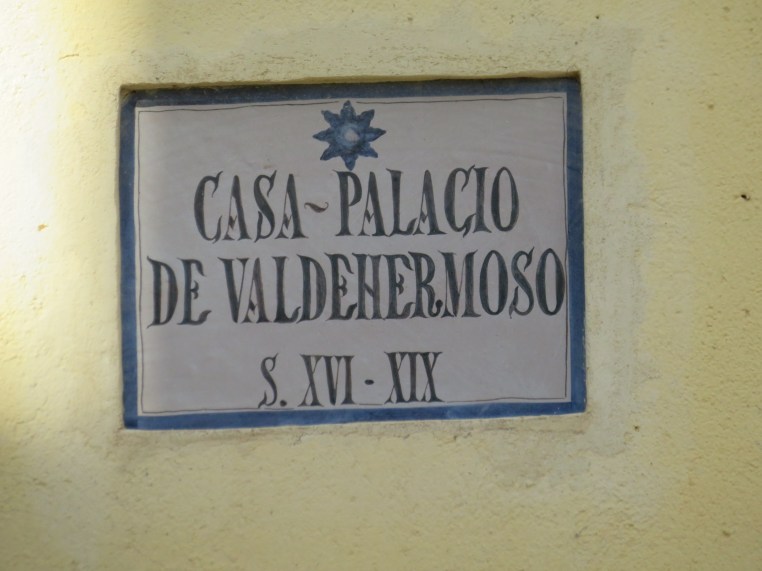 CASA~PALACIO
DE VALDEHERMOSO
S. XVI - XIX